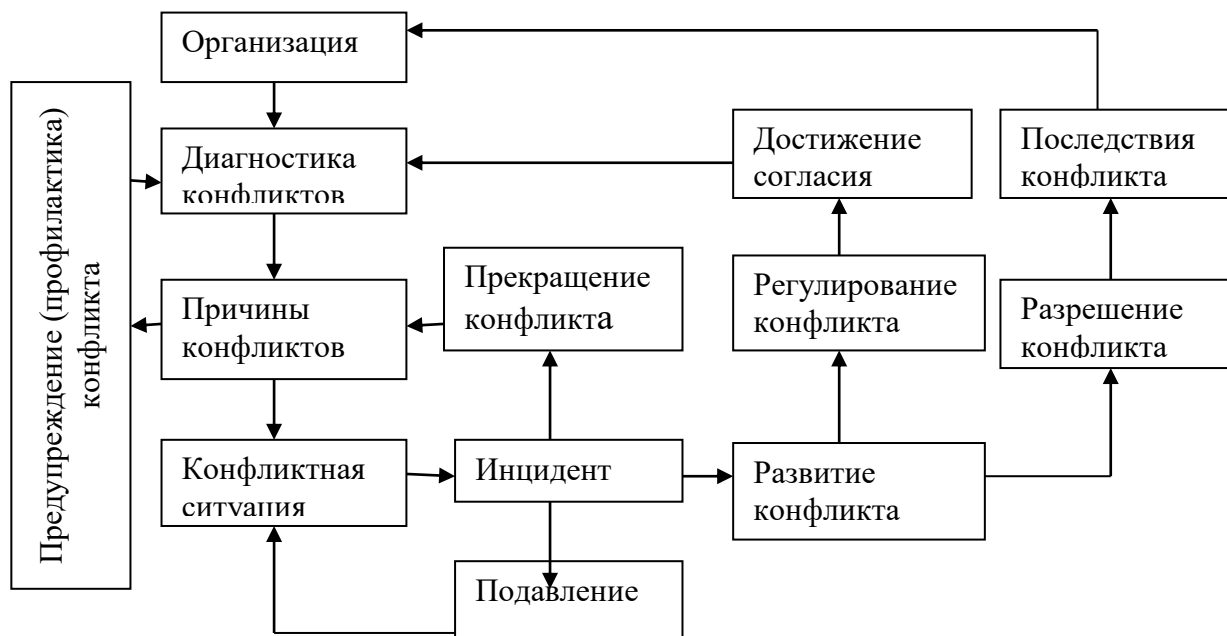 Организация
Предупреждение (профилактика)
конфликта
Диагностика
конфликтов
Достижение
согласия
Последствия
конфликта
Причины
конфликтов
Прекращение
конфликта
Регулирование
конфликта
Разрешение
конфликта
Конфликтная
ситуация
Инцидент
Развитие
конфликта
Подавление